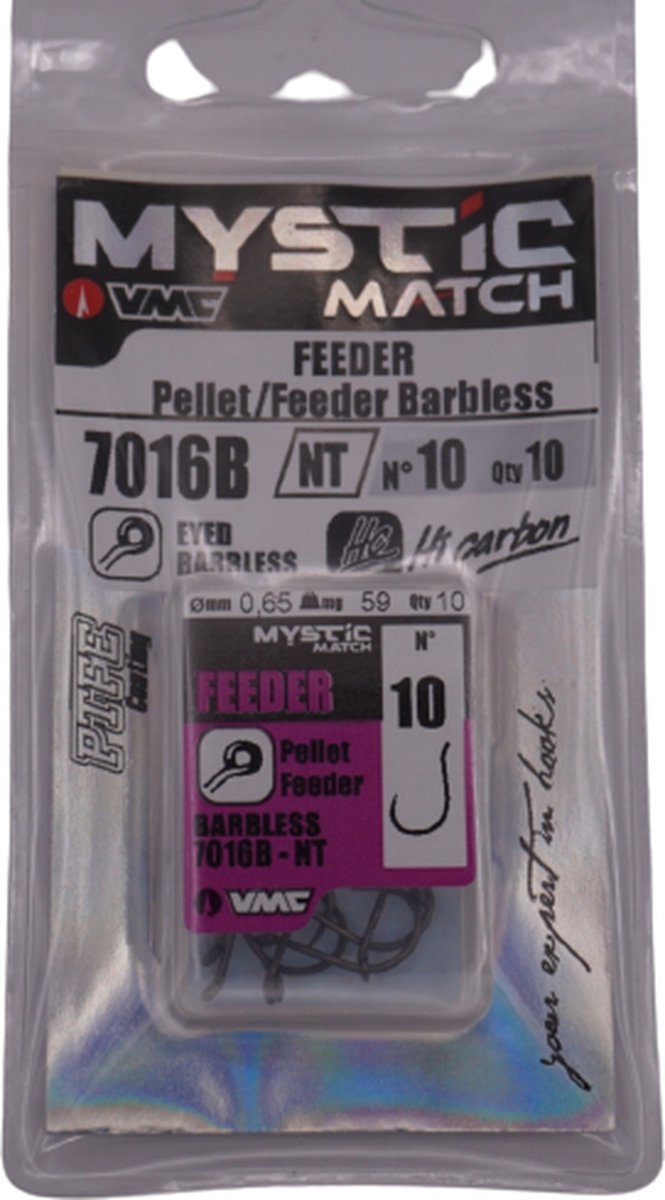 MYSTIC
VMC MATCH
FEEDER
Pellet/Feeder Barbless
7016B NT N° 10 Qty 10
EYED
BARBLESS
Hc Hi carbon
PTFE
Coating
Ømm 0,65 mg 59 Qty 10
MYSTIC
MATCH
N°
FEEDER
10
Pellet
Feeder
BARBLESS
7016B - NT
VMC
your expert in hooks